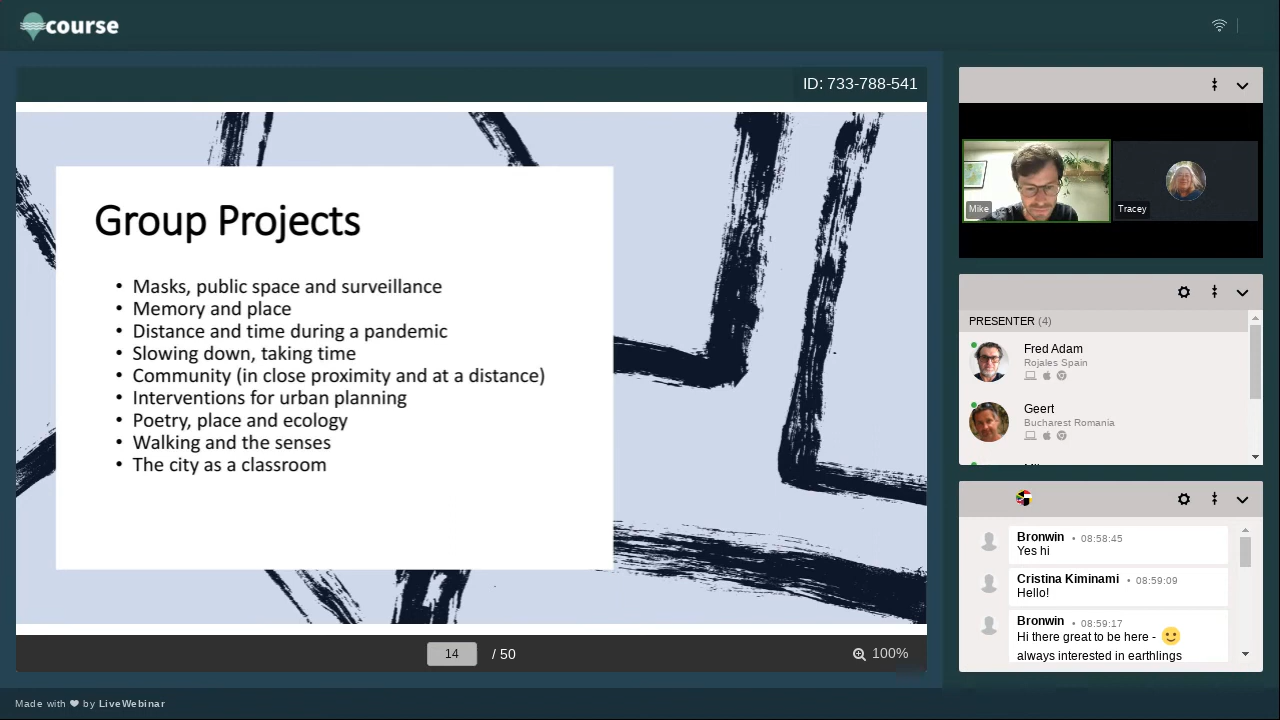 course
ID: 733-788-541
Group Projects
• Masks, public space and surveillance
• Memory and place
• Distance and time during a pandemic
• Slowing down, taking time
• Community (in close proximity and at a distance)
• Interventions for urban planning
• Poetry, place and ecology
• Walking and the senses
• The city as a classroom
14 / 50
100%
Mike
Tracey
PRESENTER (4)
Fred Adam
Rojales Spain
Geert
Bucharest Romania
Bronwin • 08:58:45
Yes hi
Cristina Kiminami • 08:59:09
Hello!
Bronwin • 08:59:17
Hi there great to be here - 🙂
always interested in earthlings
Made with ❤ by LiveWebinar